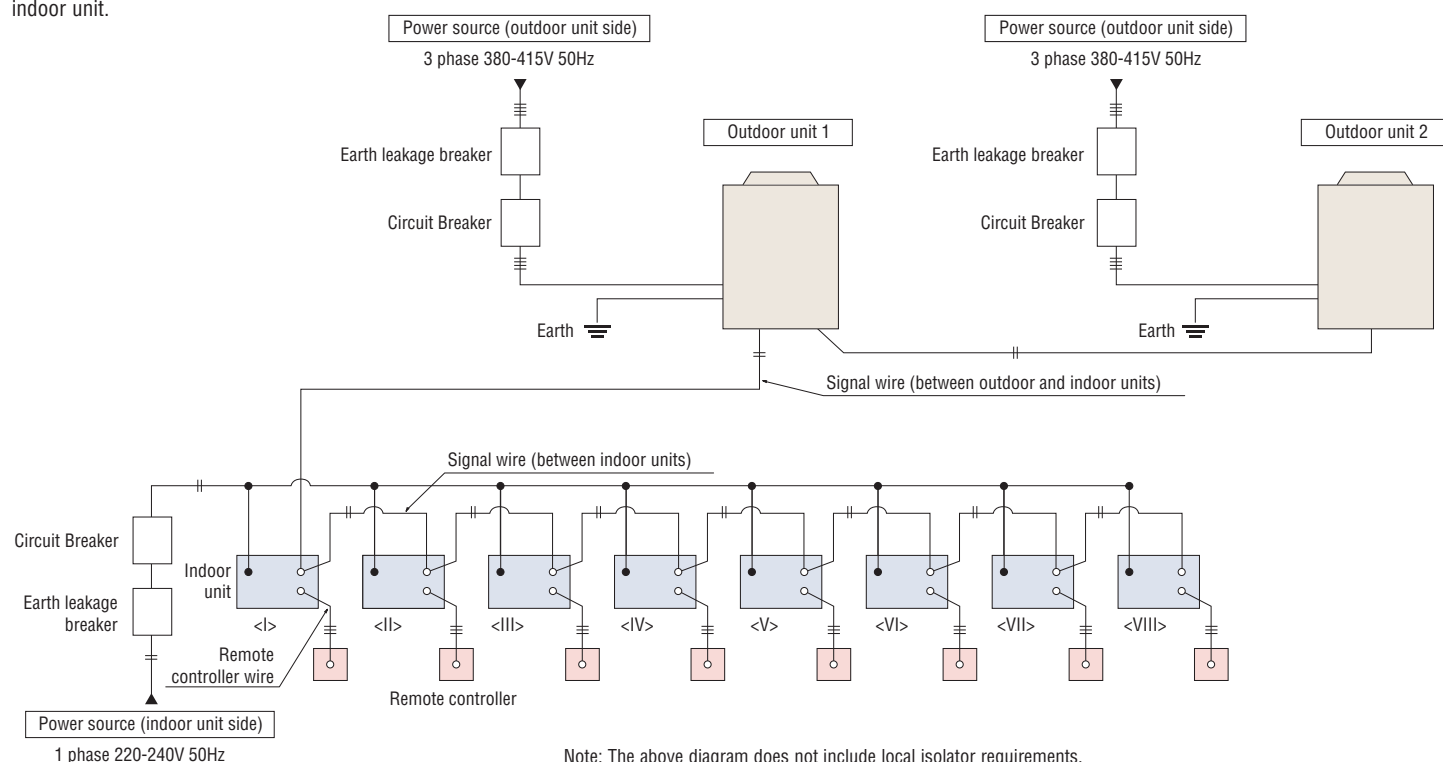 indoor unit.
Power source (outdoor unit side)
3 phase 380-415V 50Hz
Earth leakage breaker
Circuit Breaker
Earth
Outdoor unit 1
Power source (outdoor unit side)
3 phase 380-415V 50Hz
Earth leakage breaker
Circuit Breaker
Earth
Outdoor unit 2
Signal wire (between outdoor and indoor units)
Signal wire (between indoor units)
Circuit Breaker
Earth leakage
breaker
Indoor
unit
<I>
<II>
<III>
<IV>
<V>
<VI>
<VII>
<VIII>
Remote
controller wire
Remote controller
Power source (indoor unit side)
1 phase 220-240V 50Hz
Note: The above diagram does not include local isolator requirements.